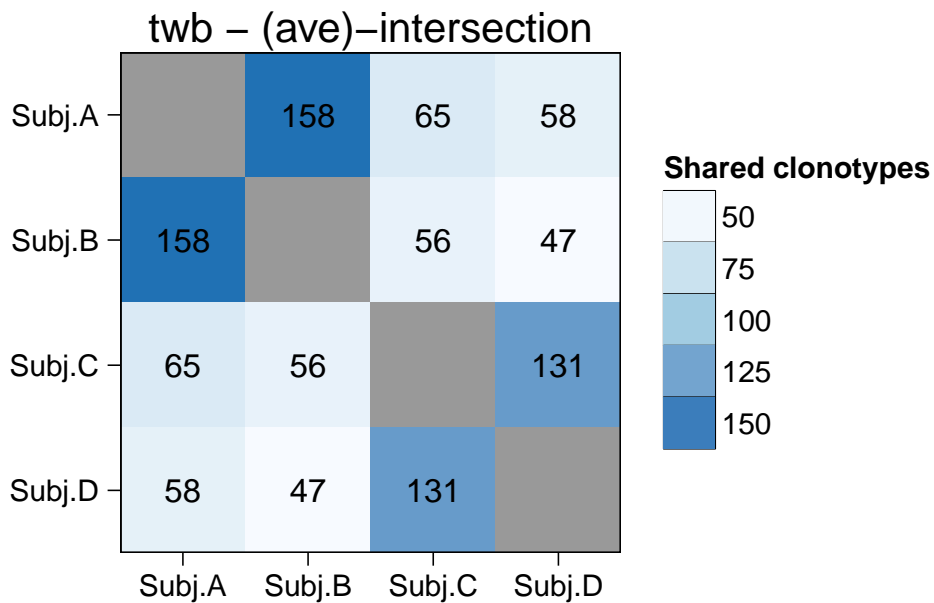 twb – (ave)–intersection
Subj.A 158 65 58
Subj.B 158 56 47
Subj.C 65 56 131
Subj.D 58 47 131
Subj.A Subj.B Subj.C Subj.D
Shared clonotypes
50
75
100
125
150